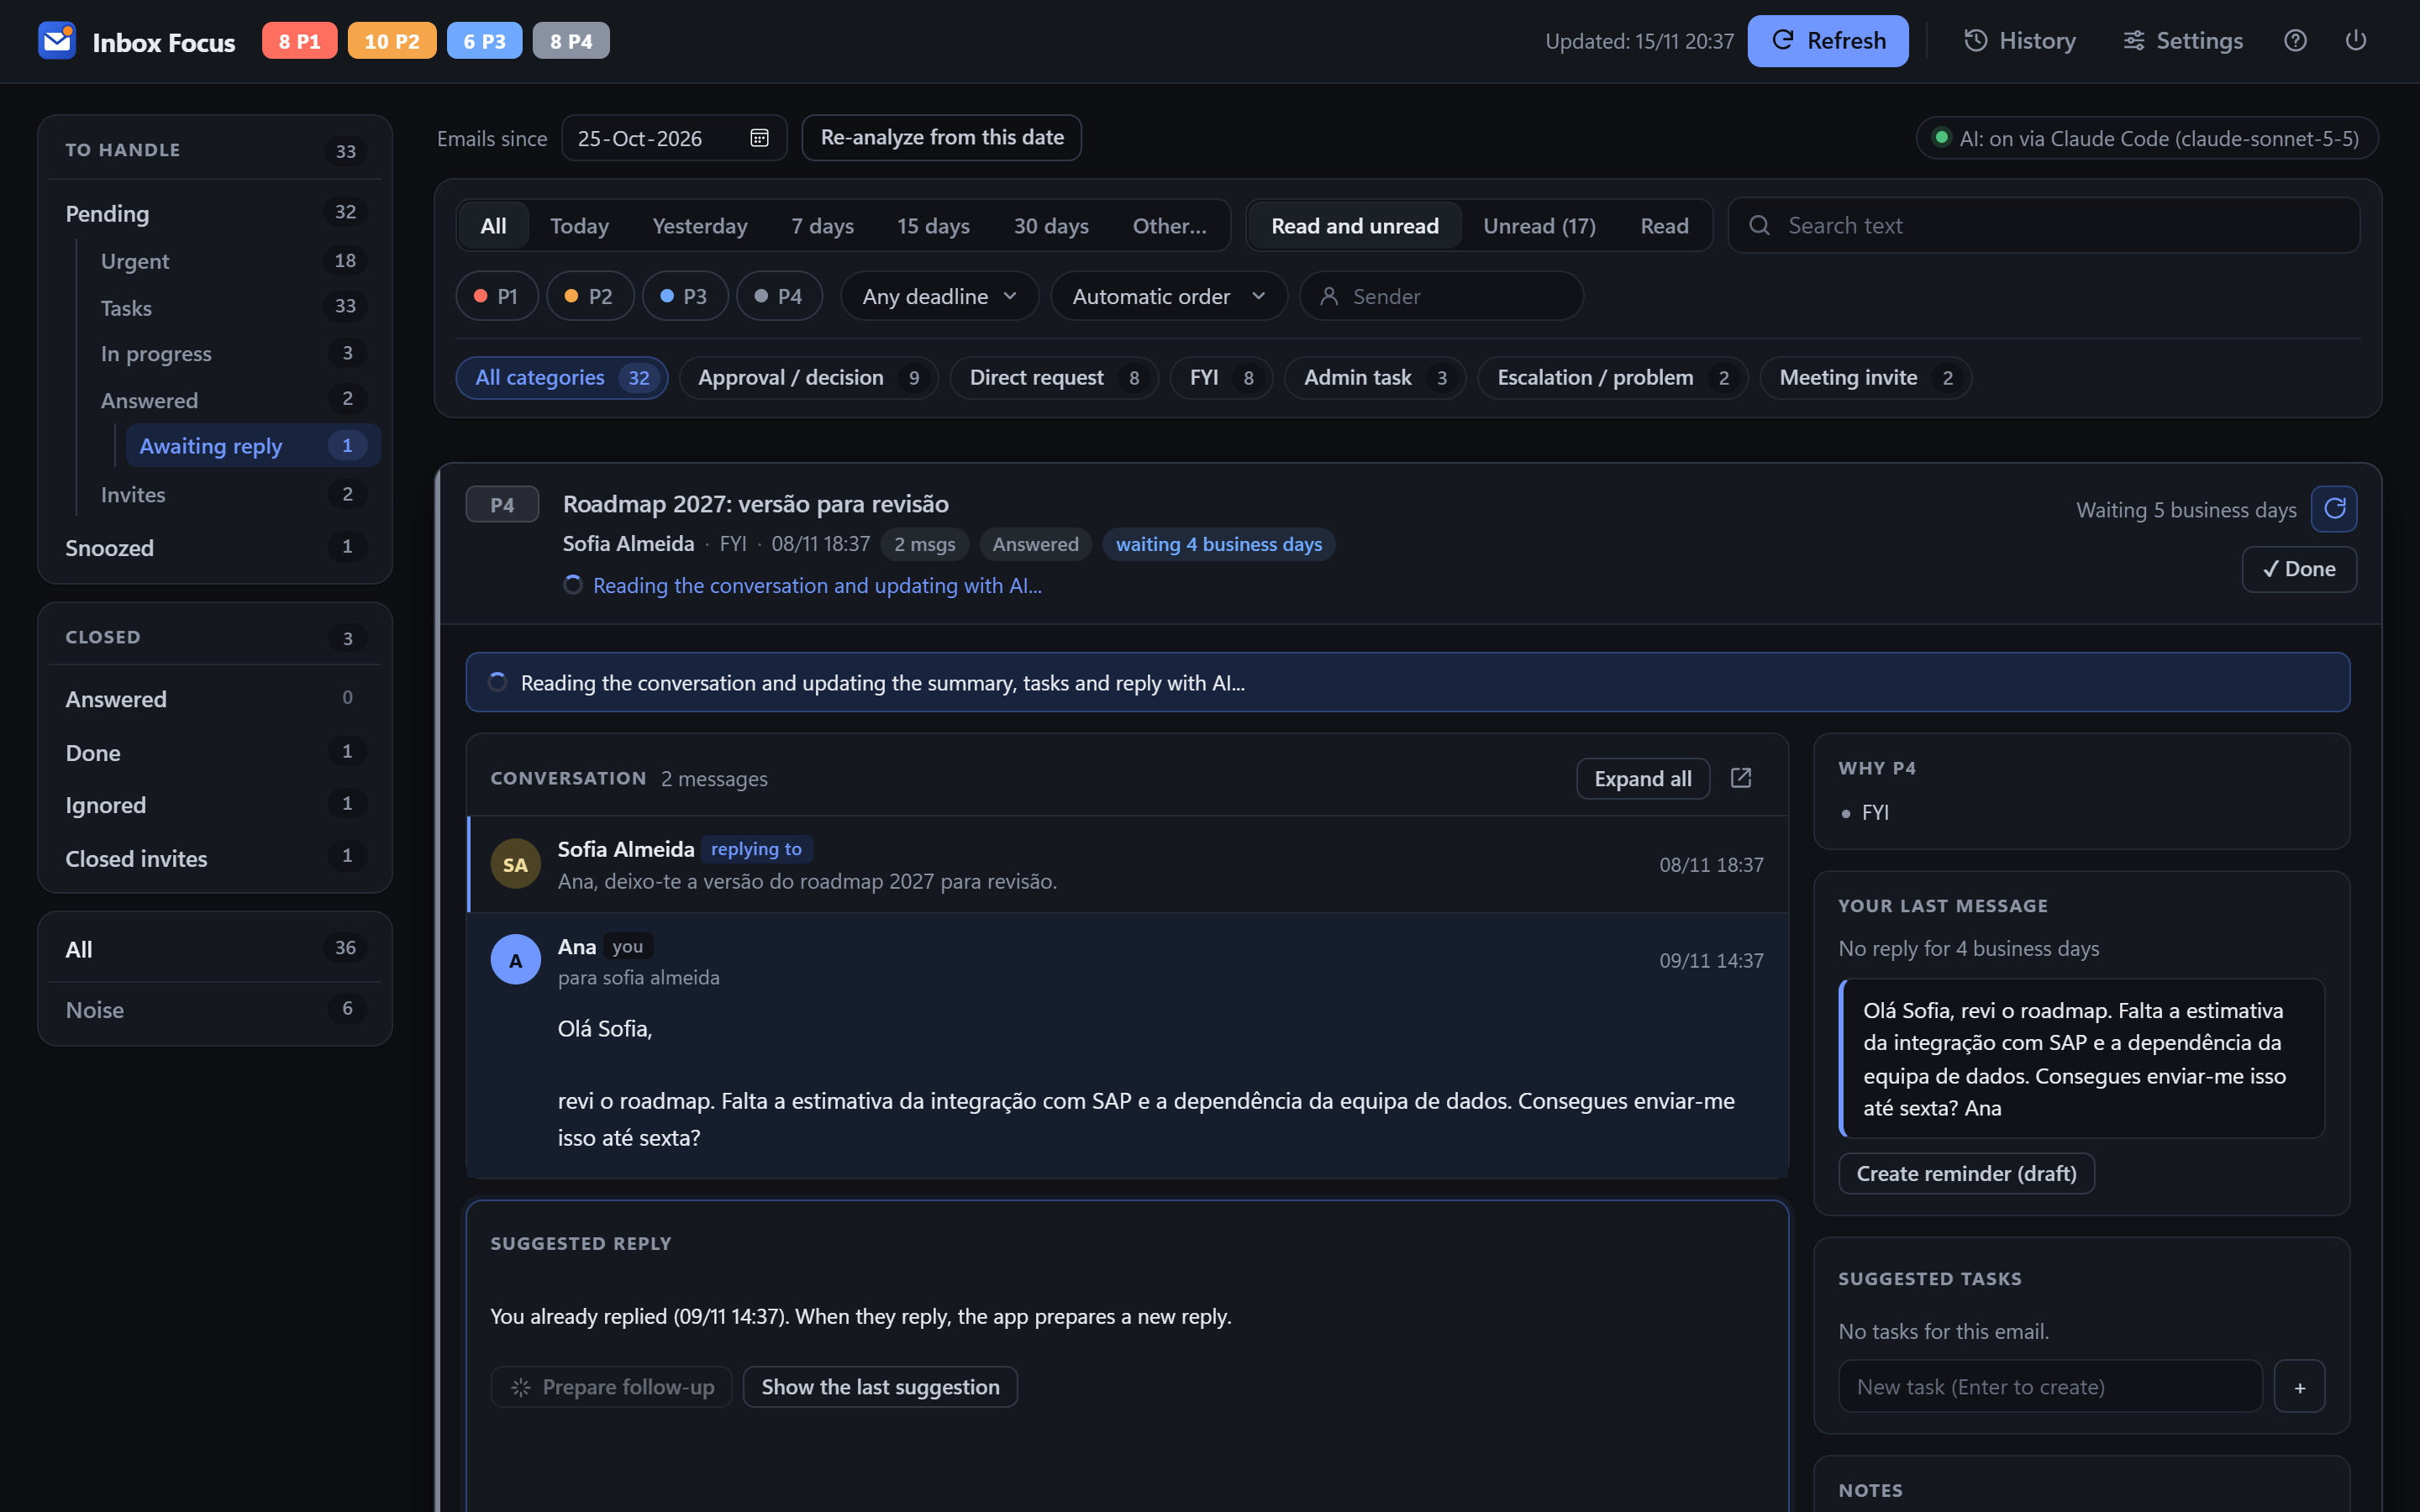 Inbox Focus
8 P1
10 P2
6 P3
8 P4
Updated: 15/11 20:37
Refresh
History
Settings
TO HANDLE 33
Pending 32
Urgent 18
Tasks 33
In progress 3
Answered 2
Awaiting reply 1
Invites 2
Snoozed 1
CLOSED 3
Answered 0
Done 1
Ignored 1
Closed invites 1
All 36
Noise 6
Emails since
25-Oct-2026
Re-analyze from this date
AI: on via Claude Code (claude-sonnet-5-5)
All
Today
Yesterday
7 days
15 days
30 days
Other...
Read and unread
Unread (17)
Read
Search text
P1
P2
P3
P4
Any deadline
Automatic order
Sender
All categories 32
Approval / decision 9
Direct request 8
FYI 8
Admin task 3
Escalation / problem 2
Meeting invite 2
P4
Roadmap 2027: versão para revisão
Sofia Almeida · FYI · 08/11 18:37 2 msgs Answered waiting 4 business days
Reading the conversation and updating with AI...
Waiting 5 business days
✓ Done
Reading the conversation and updating the summary, tasks and reply with AI...
CONVERSATION 2 messages
Expand all
SA
Sofia Almeida replying to
Ana, deixo-te a versão do roadmap 2027 para revisão.
08/11 18:37
A
Ana you
para sofia almeida
09/11 14:37
Olá Sofia,
revi o roadmap. Falta a estimativa da integração com SAP e a dependência da equipa de dados. Consegues enviar-me
isso até sexta?
SUGGESTED REPLY
You already replied (09/11 14:37). When they reply, the app prepares a new reply.
Prepare follow-up
Show the last suggestion
WHY P4
FYI
YOUR LAST MESSAGE
No reply for 4 business days
Olá Sofia, revi o roadmap. Falta a estimativa
da integração com SAP e a dependência da
equipa de dados. Consegues enviar-me isso
até sexta? Ana
Create reminder (draft)
SUGGESTED TASKS
No tasks for this email.
New task (Enter to create)
+
NOTES